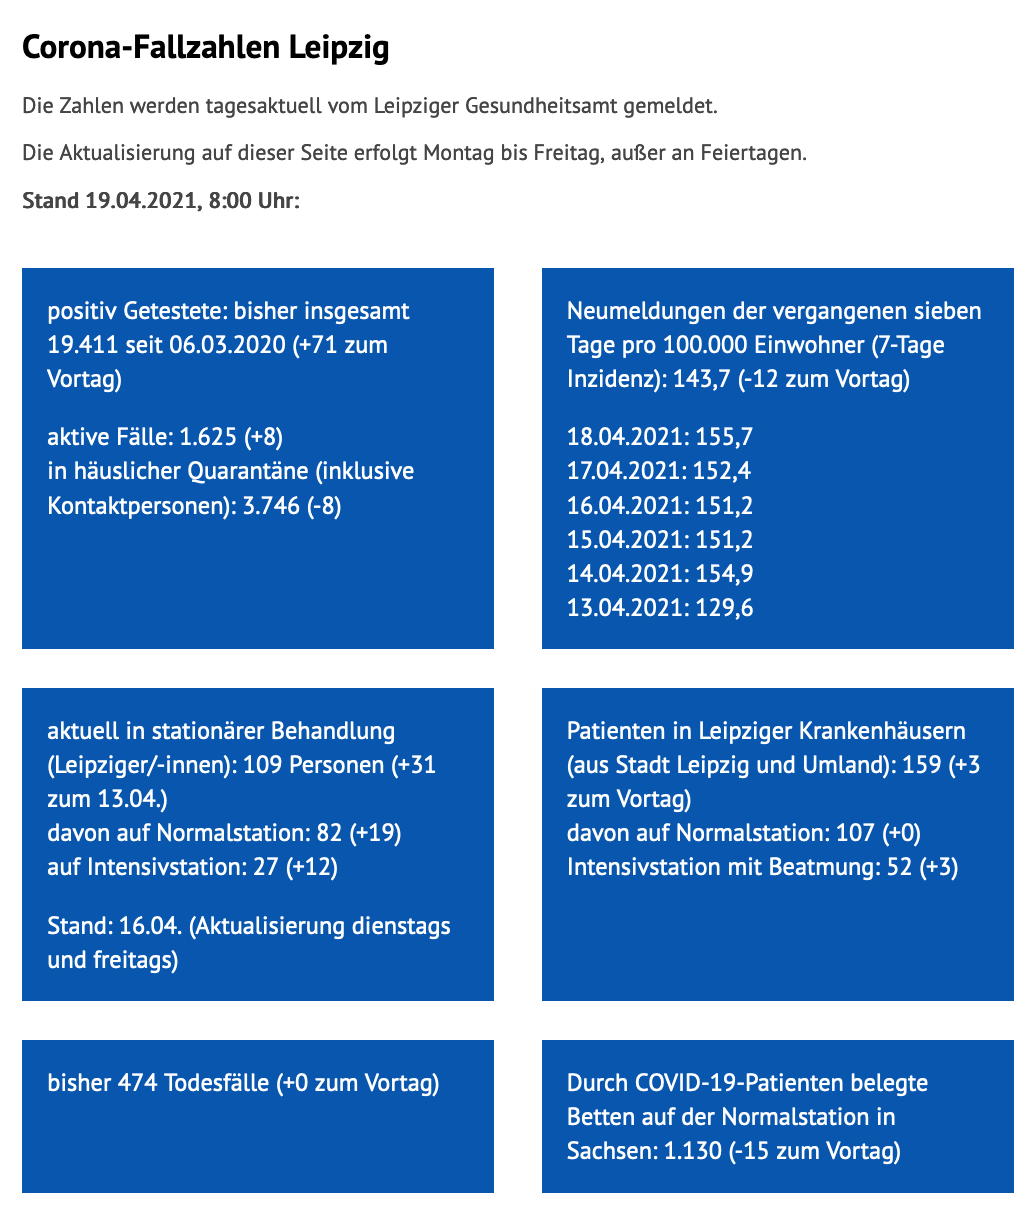 Corona-Fallzahlen Leipzig
Die Zahlen werden tagesaktuell vom Leipziger Gesundheitsamt gemeldet.
Die Aktualisierung auf dieser Seite erfolgt Montag bis Freitag, außer an Feiertagen.
Stand 19.04.2021, 8:00 Uhr:
positiv Getestete: bisher insgesamt
19.411 seit 06.03.2020 (+71 zum
Vortag)
aktive Fälle: 1.625 (+8)
in häuslicher Quarantäne (inklusive
Kontaktpersonen): 3.746 (-8)
Neumeldungen der vergangenen sieben
Tage pro 100.000 Einwohner (7-Tage
Inzidenz): 143,7 (-12 zum Vortag)
18.04.2021: 155,7
17.04.2021: 152,4
16.04.2021: 151,2
15.04.2021: 151,2
14.04.2021: 154,9
13.04.2021: 129,6
aktuell in stationärer Behandlung
(Leipziger/-innen): 109 Personen (+31
zum 13.04.)
davon auf Normalstation: 82 (+19)
auf Intensivstation: 27 (+12)
Stand: 16.04. (Aktualisierung dienstags
und freitags)
Patienten in Leipziger Krankenhäusern
(aus Stadt Leipzig und Umland): 159 (+3
zum Vortag)
davon auf Normalstation: 107 (+0)
Intensivstation mit Beatmung: 52 (+3)
bisher 474 Todesfälle (+0 zum Vortag)
Durch COVID-19-Patienten belegte
Betten auf der Normalstation in
Sachsen: 1.130 (-15 zum Vortag)